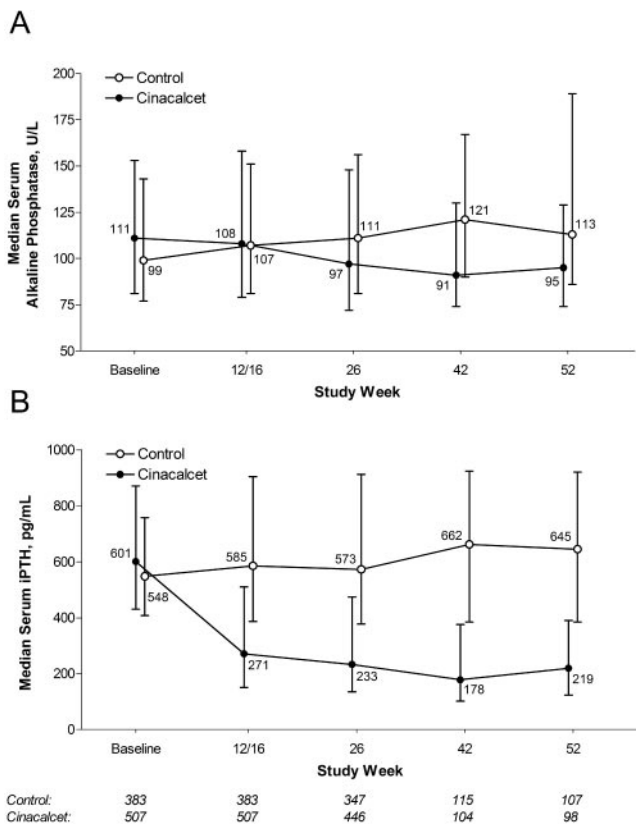 A
200
175
150
125
100
75
50
Median Serum
Alkaline Phosphatase, U/L
Control
Cinacalcet
111
99
108
107
111
97
121
91
113
95
Baseline
12/16
26
42
52
Study Week
B
1000
800
600
400
200
0
Median Serum iPTH, pg/mL
Control
Cinacalcet
601
548
585
271
573
233
662
178
645
219
Baseline
12/16
26
42
52
Study Week
Control: 383 383 347 115 107
Cinacalcet: 507 507 446 104 98